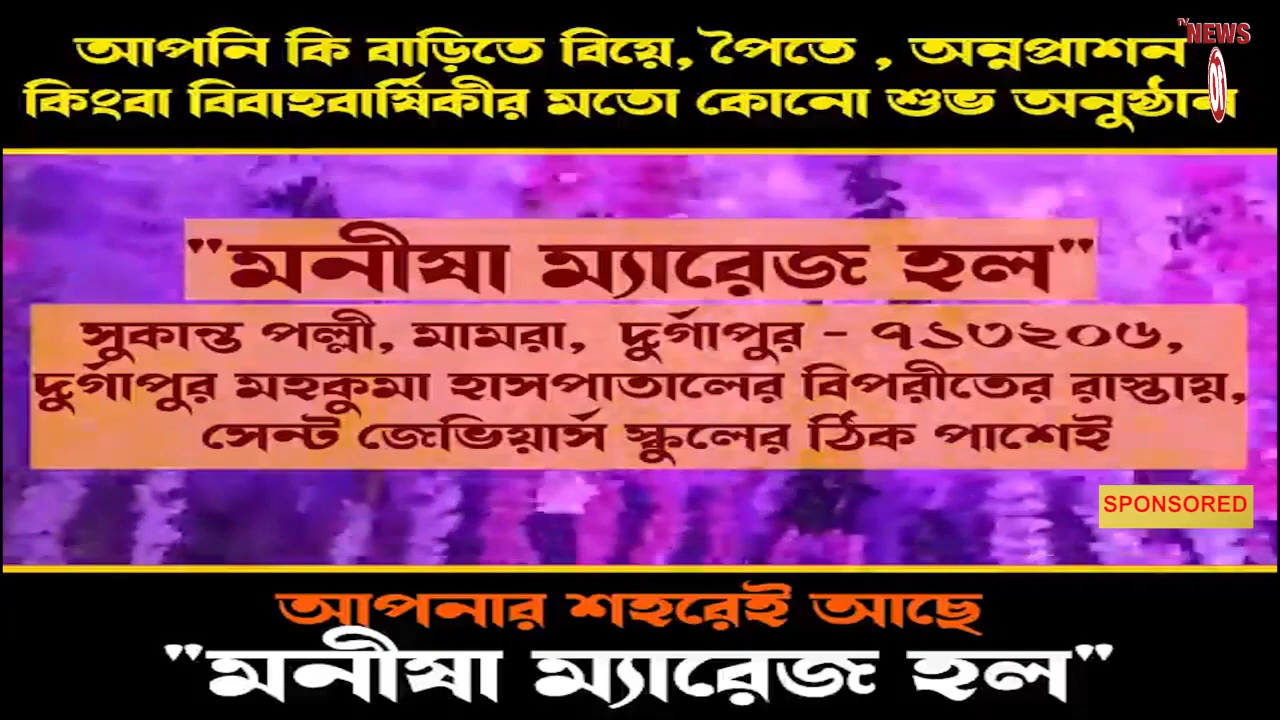 আপনি কি বাড়িতে বিয়ে, পৈতে , অন্নপ্রাশন
কিংবা বিবাহবার্ষিকীর মতো কোনো শুভ অনুষ্ঠান
TV NEWS
"মনীষা ম্যারেজ হল"
সুকান্ত পল্লী, মামরা, দুর্গাপুর - ৭১৩২০৬,
দুর্গাপুর মহকুমা হাসপাতালের বিপরীতের রাস্তায়,
সেন্ট জেভিয়ার্স স্কুলের ঠিক পাশেই
SPONSORED
আপনার শহরেই আছে
"মনীষা ম্যারেজ হল"